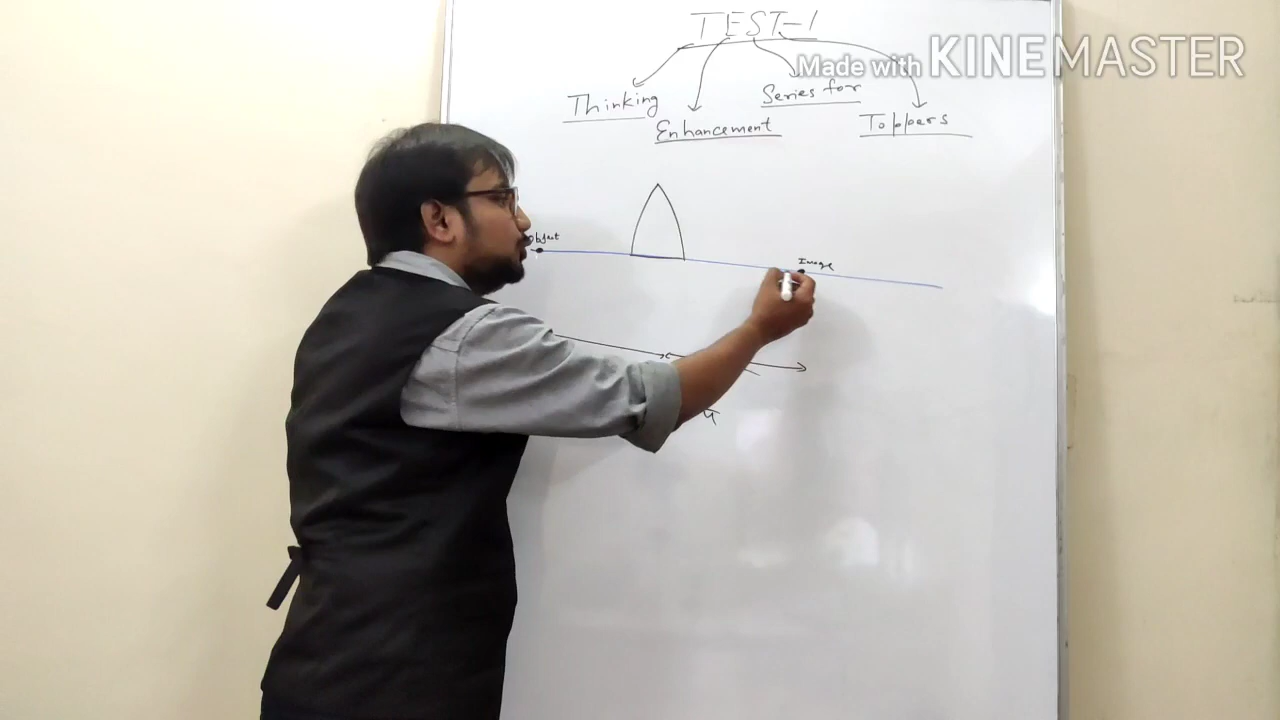 TEST-1
Made with KINEMASTER
Thinking
Enhancement
Series for
Toppers
Object
Image